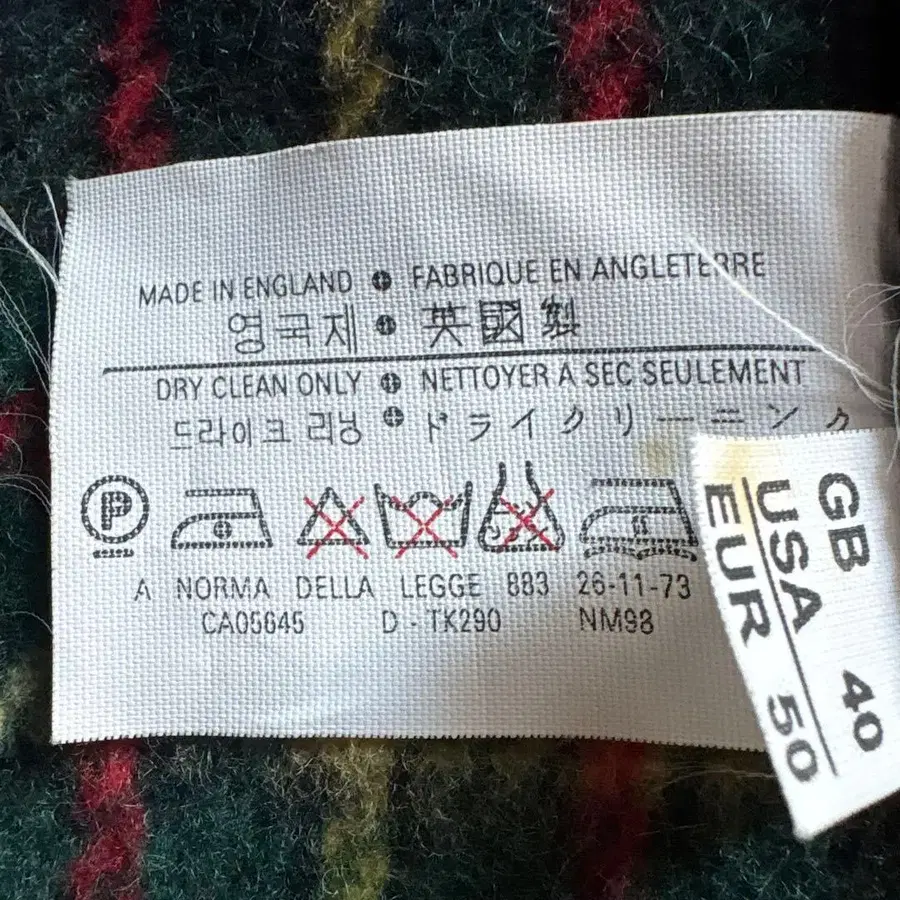 MADE IN ENGLAND FABRIQUE EN ANGLETERRE
영국제 英國製
DRY CLEAN ONLY NETTOYER A SEC SEULEMENT
드라이크 리닝 ドライクリーニング
P
A NORMA DELLA LEGGE 883 26-11-73
CA05645 D - TK290 NM98
GB 40
USA
EUR 50